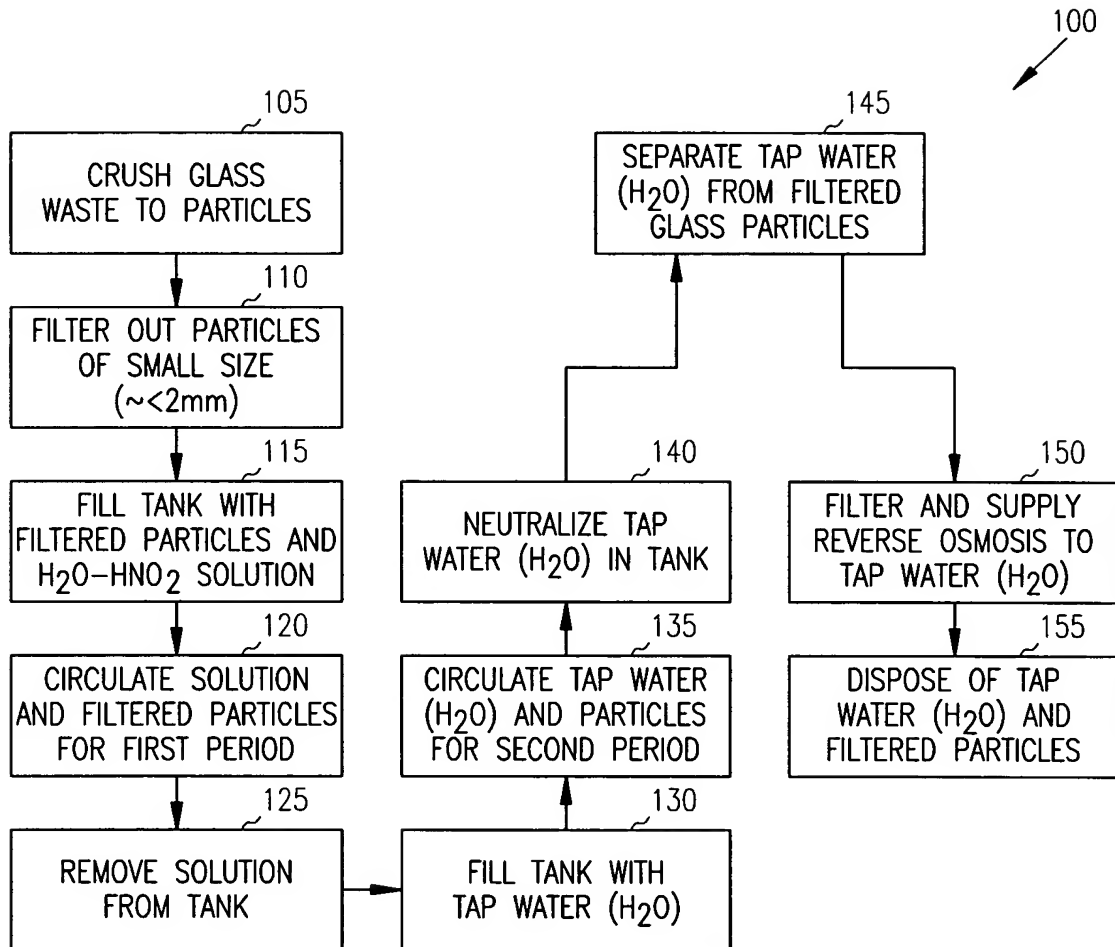 100
105
CRUSH GLASS
WASTE TO PARTICLES
110
FILTER OUT PARTICLES
OF SMALL SIZE
(~<2mm)
115
FILL TANK WITH
FILTERED PARTICLES AND
H2O-HNO2 SOLUTION
120
CIRCULATE SOLUTION
AND FILTERED PARTICLES
FOR FIRST PERIOD
125
REMOVE SOLUTION
FROM TANK
130
FILL TANK WITH
TAP WATER (H2O)
135
CIRCULATE TAP WATER
(H2O) AND PARTICLES
FOR SECOND PERIOD
140
NEUTRALIZE TAP
WATER (H2O) IN TANK
145
SEPARATE TAP WATER
(H2O) FROM FILTERED
GLASS PARTICLES
150
FILTER AND SUPPLY
REVERSE OSMOSIS TO
TAP WATER (H2O)
155
DISPOSE OF TAP
WATER (H2O) AND
FILTERED PARTICLES